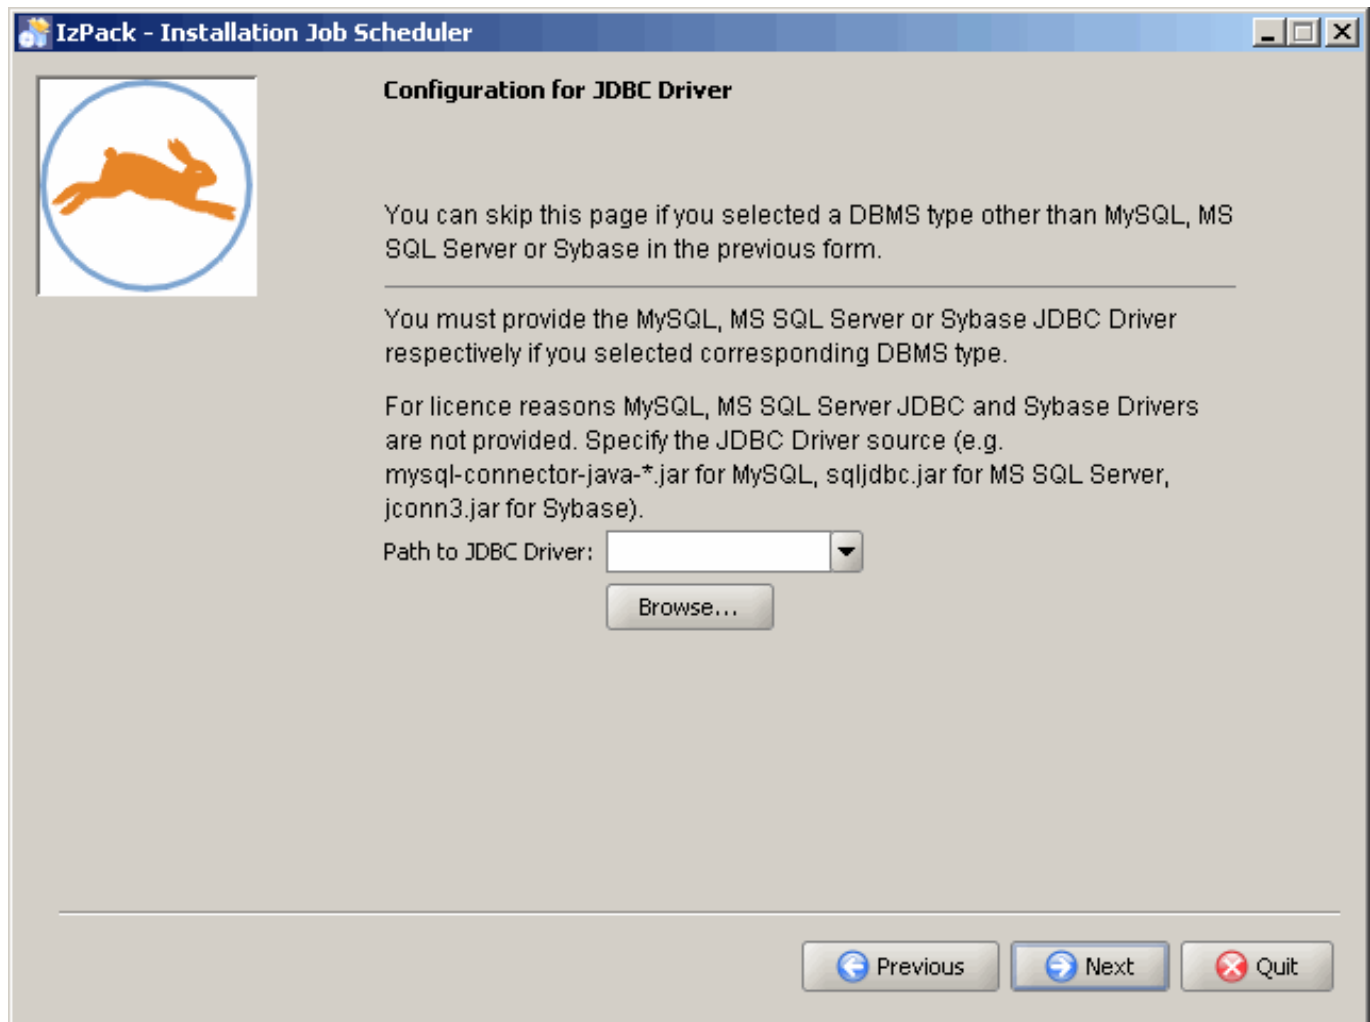 IzPack - Installation Job Scheduler
Configuration for JDBC Driver
You can skip this page if you selected a DBMS type other than MySQL, MS
SQL Server or Sybase in the previous form.
You must provide the MySQL, MS SQL Server or Sybase JDBC Driver
respectively if you selected corresponding DBMS type.
For licence reasons MySQL, MS SQL Server JDBC and Sybase Drivers
are not provided. Specify the JDBC Driver source (e.g.
mysql-connector-java-*.jar for MySQL, sqljdbc.jar for MS SQL Server,
jconn3.jar for Sybase).
Path to JDBC Driver:
Browse...
Previous
Next
Quit